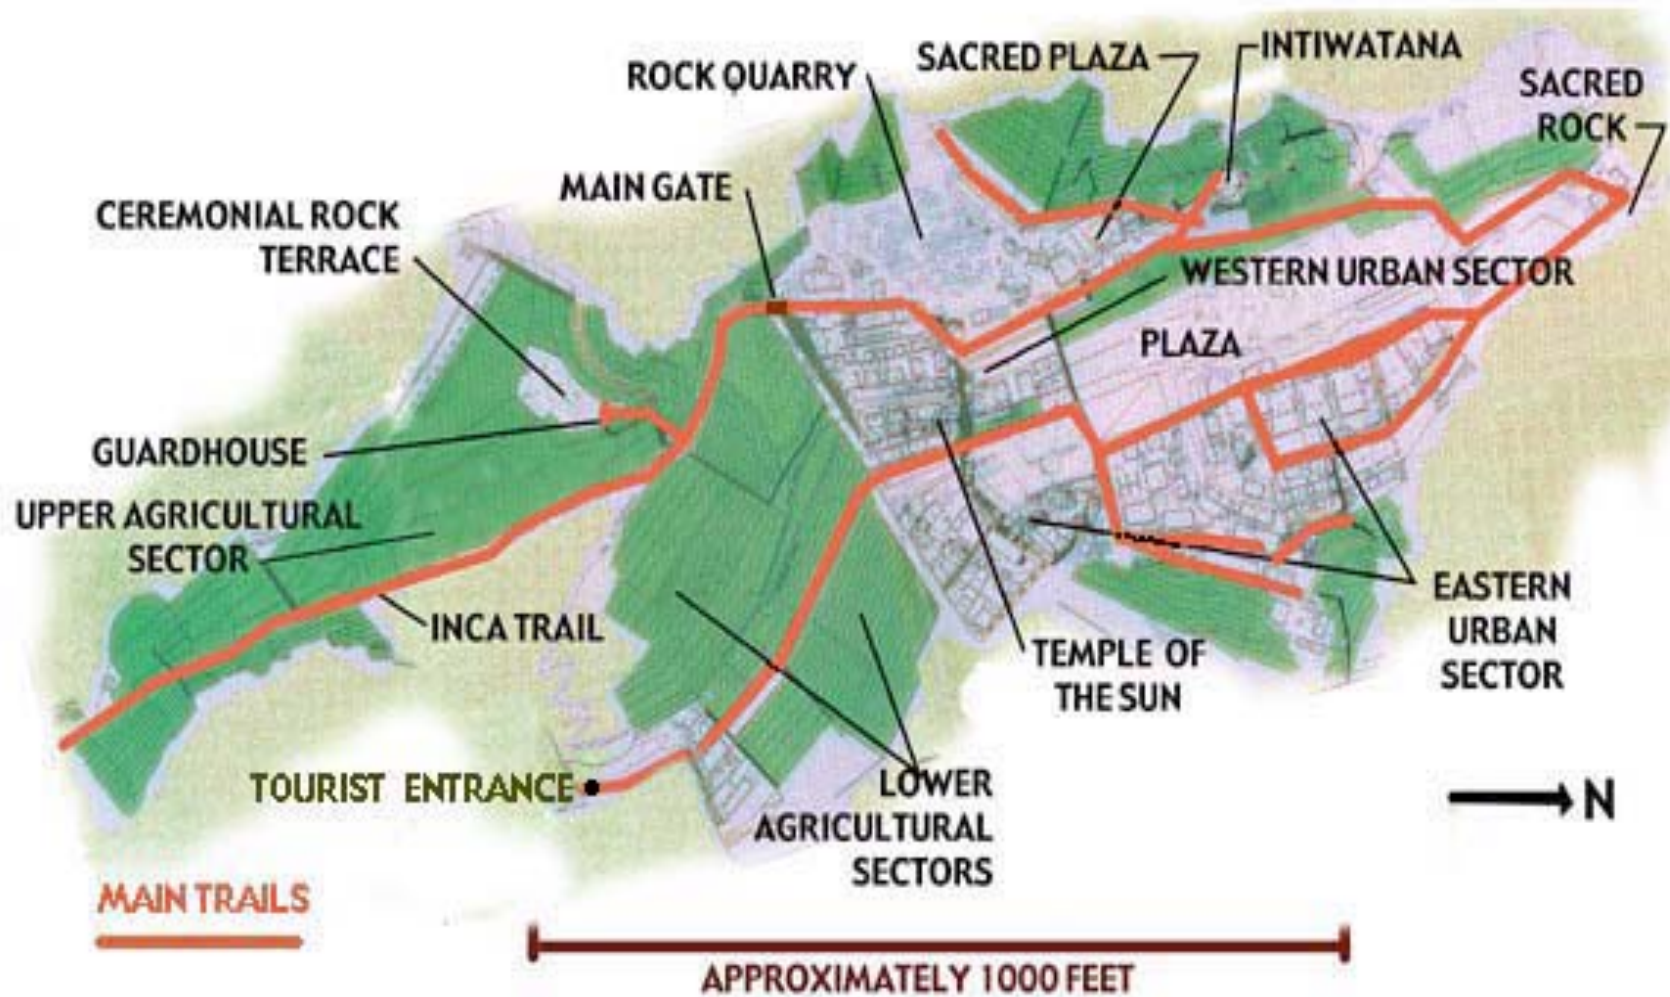 SACRED PLAZA
INTIWATANA
ROCK QUARRY
SACRED
ROCK
MAIN GATE
CEREMONIAL ROCK
TERRACE
WESTERN URBAN SECTOR
PLAZA
GUARDHOUSE
UPPER AGRICULTURAL
SECTOR
INCA TRAIL
EASTERN
URBAN
SECTOR
TEMPLE OF
THE SUN
TOURIST ENTRANCE
LOWER
AGRICULTURAL
SECTORS
N
MAIN TRAILS
APPROXIMATELY 1000 FEET